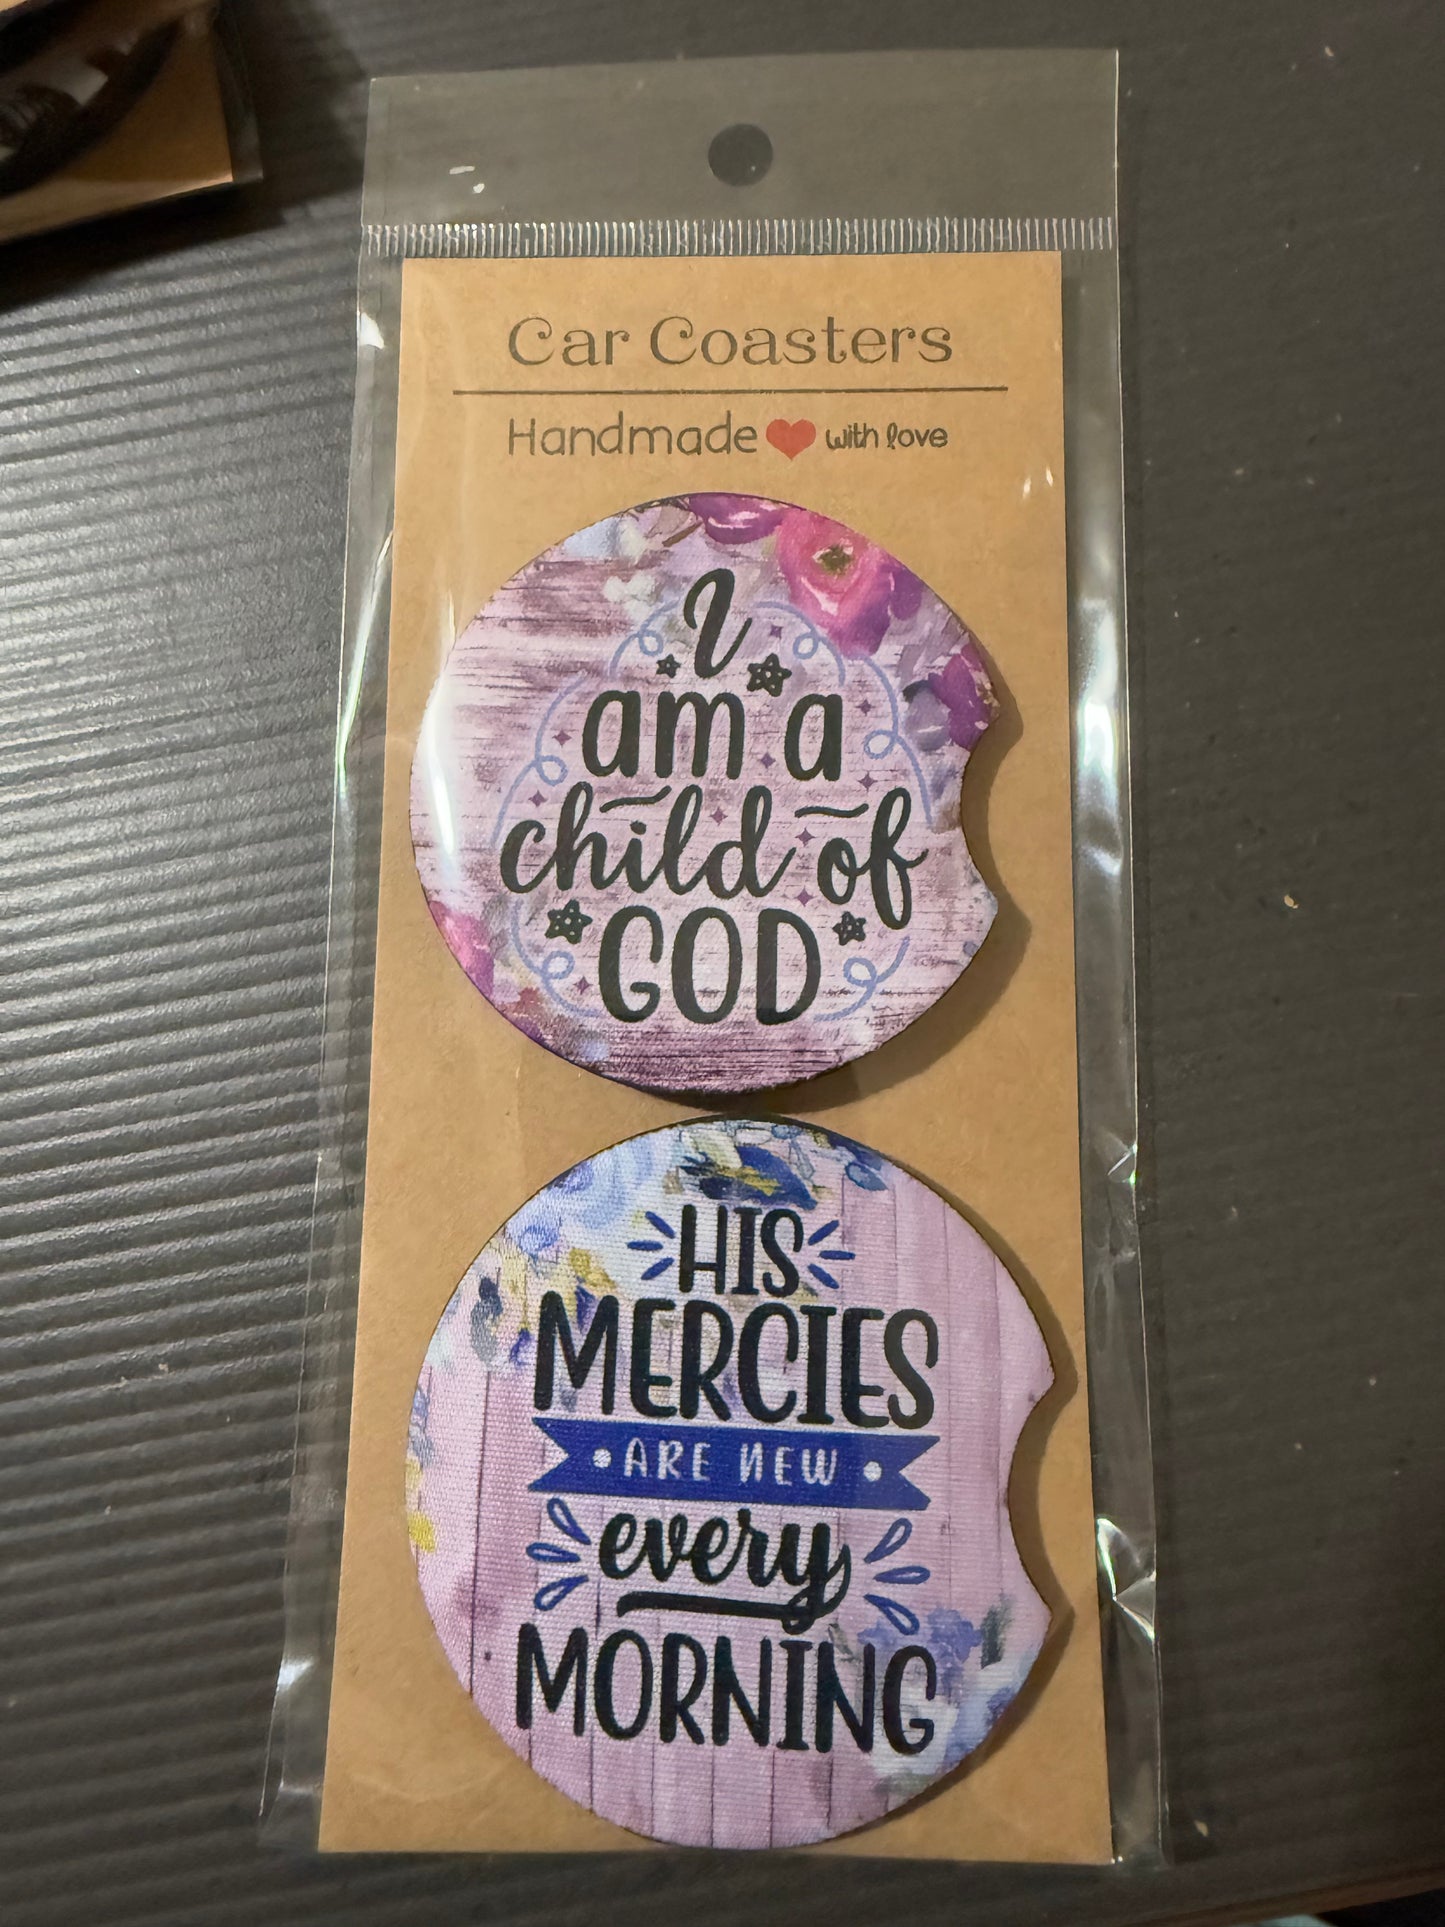 Car Coasters
Handmade with love
I
am a
child of
GOD
HIS
MERCIES
ARE NEW
every
MORNING